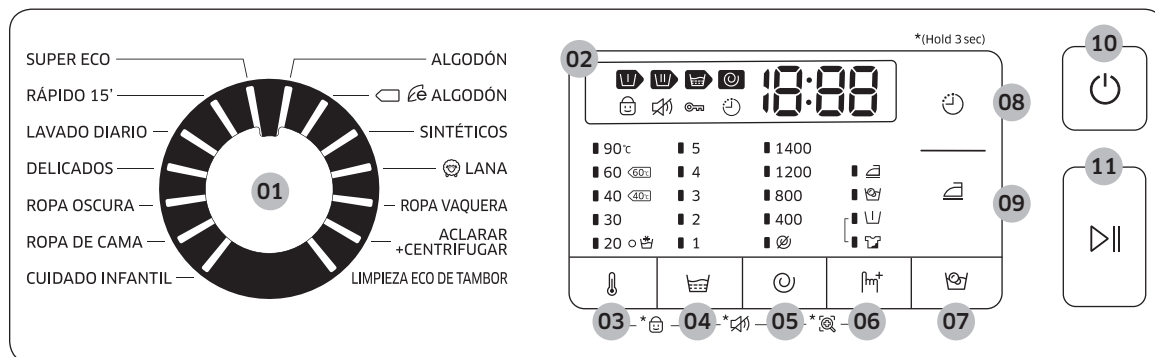 SUPER ECO
RÁPIDO 15'
LAVADO DIARIO
DELICADOS
ROPA OSCURA
ROPA DE CAMA
CUIDADO INFANTIL
ALGODÓN
ALGODÓN
SINTÉTICOS
LANA
ROPA VAQUERA
ACLARAR
+CENTRIFUGAR
LIMPIEZA ECO DE TAMBOR
01
02
*(Hold 3 sec)
18:88
90℃ 5 1400
60 60℃ 4 1200
40 40℃ 3 800
30 2 400
20 1
03 * 04 * 05 * 06 07
08
09
10
11